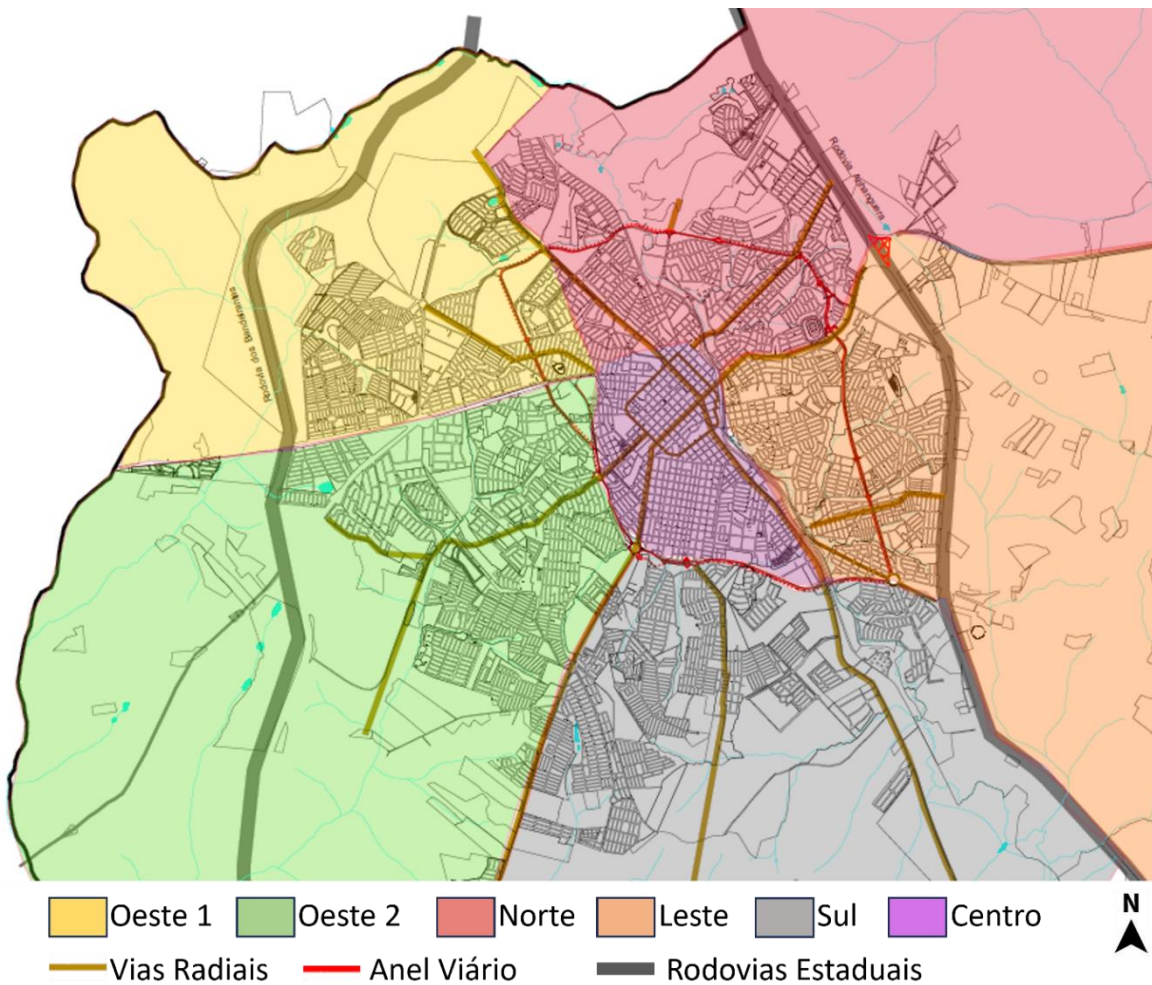 Rodovia Anhanguera
Rodovia dos Bandeirantes
Oeste 1 Oeste 2 Norte Leste Sul Centro N
Vias Radiais Anel Viário Rodovias Estaduais